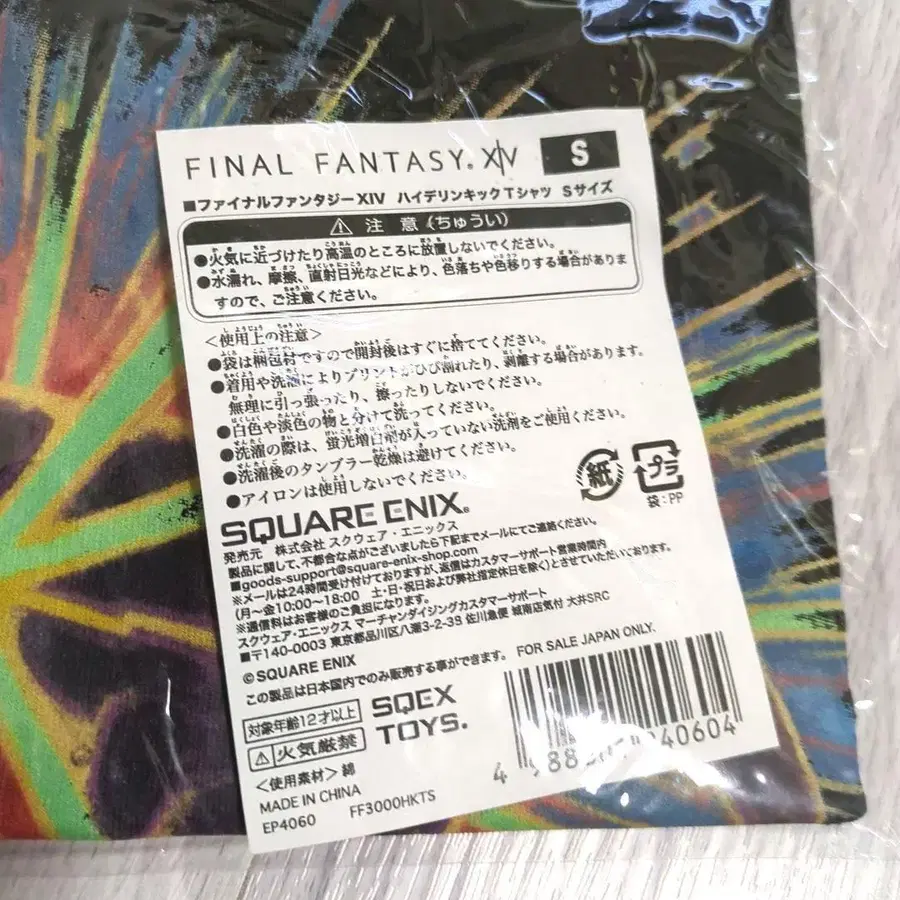 FINAL FANTASY® XIV S
■ファイナルファンタジーXIV ハイデリンキックTシャツ Sサイズ
⚠ 注意《ちゅうい》
●火気に近づけたり高温のところに放置しないでください。
●水濡れ、摩擦、直射日光などにより、色落ちや色移りする場合がありま
すので、ご注意ください。
<使用上の注意>
●袋は梱包材ですので開封後はすぐに捨ててください。
●着用や洗濯によりプリントがひび割れたり、剥離する場合があります。
無理に引っ張ったり、擦ったりしないでください。
●白色や淡色の物と分けて洗ってください。
●洗濯の際は、蛍光増白剤が入っていない洗剤をご使用ください。
●洗濯後のタンブラー乾燥は避けてください。
●アイロンは使用しないでください。
紙 プラ
袋:PP
SQUARE ENIX®
発売元 株式会社 スクウェア・エニックス
製品に関して、不都合な点がございましたら下記までメールにてご連絡ください。
■goods-support@square-enix-shop.com
※メールは24時間受け付けておりますが、返信はカスタマーサポート営業時間内
(月〜金10:00〜18:00 土・日・祝日および弊社指定休日を除く)とさせていただいております。
※通信料はお客様のご負担になります。
スクウェア・エニックス マーチャンダイジングカスタマーサポート
■〒140-0003 東京都品川区八潮3-2-38 佐川急便 城南店気付 大井SRC
©SQUARE ENIX
この製品は日本国内でのみ販売する事ができます。 FOR SALE JAPAN ONLY.
対象年齢12才以上
⚠火気厳禁
SQEX
TOYS.
<使用素材> 綿
MADE IN CHINA
EP4060 FF3000HKTS